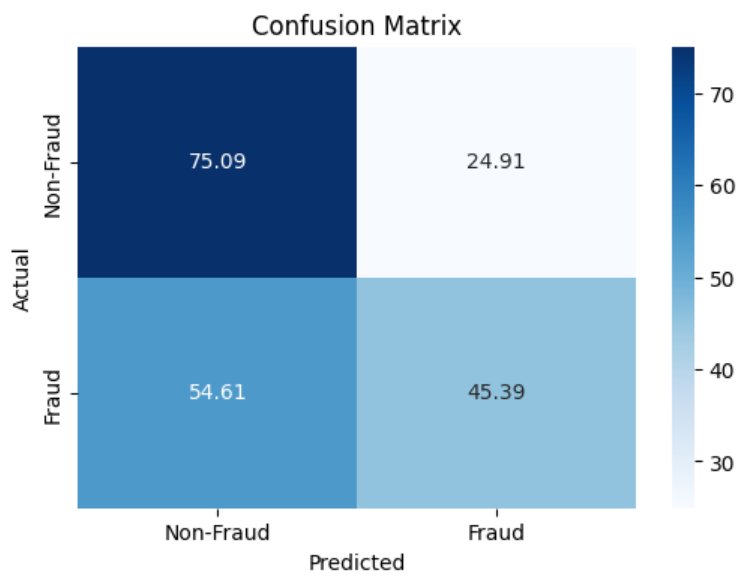 Confusion Matrix
Non-Fraud
75.09
24.91
Fraud
54.61
45.39
Actual
Non-Fraud
Fraud
Predicted
70
60
50
40
30